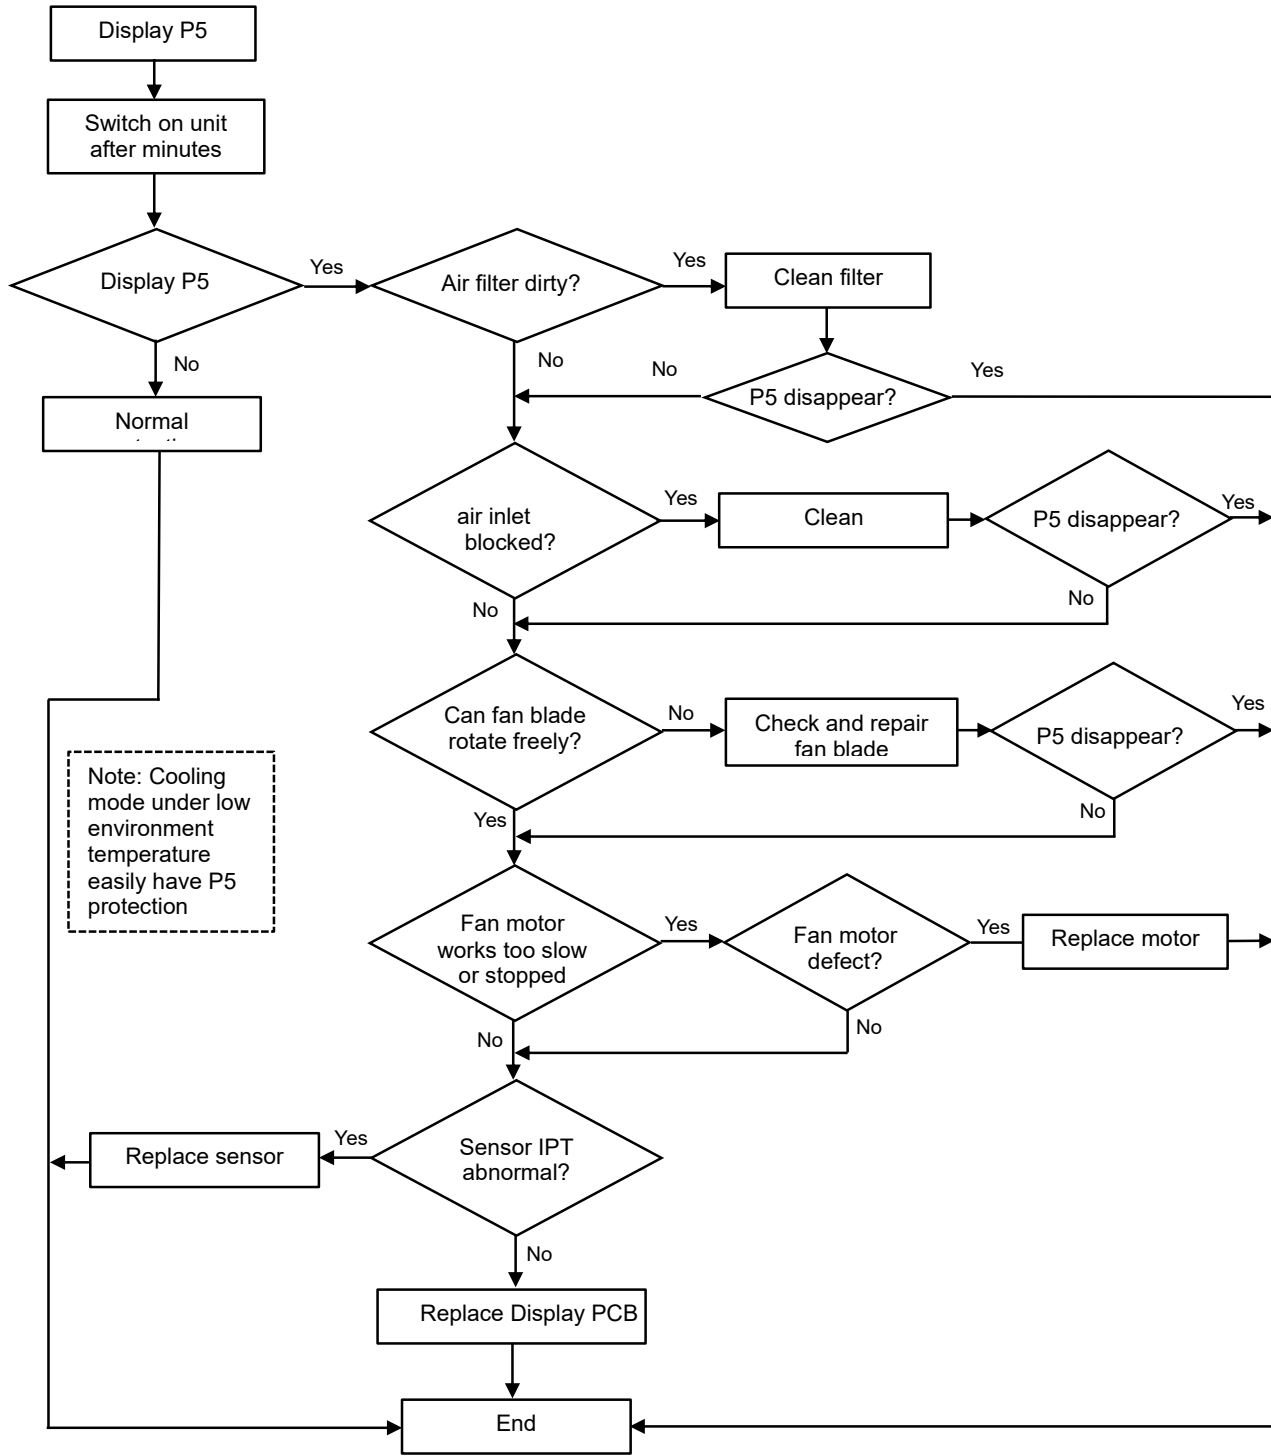 Display P5
Switch on unit
after minutes
Display P5
Yes
Air filter dirty?
Yes
Clean filter
No
No
No
P5 disappear?
Yes
Normal
air inlet
blocked?
Yes
Clean
P5 disappear?
Yes
No
No
Can fan blade
rotate freely?
No
Check and repair
fan blade
P5 disappear?
Yes
Note: Cooling
mode under low
environment
temperature
easily have P5
protection
Yes
No
Fan motor
works too slow
or stopped
Yes
Fan motor
defect?
Yes
Replace motor
No
No
Replace sensor
Yes
Sensor IPT
abnormal?
No
Replace Display PCB
End